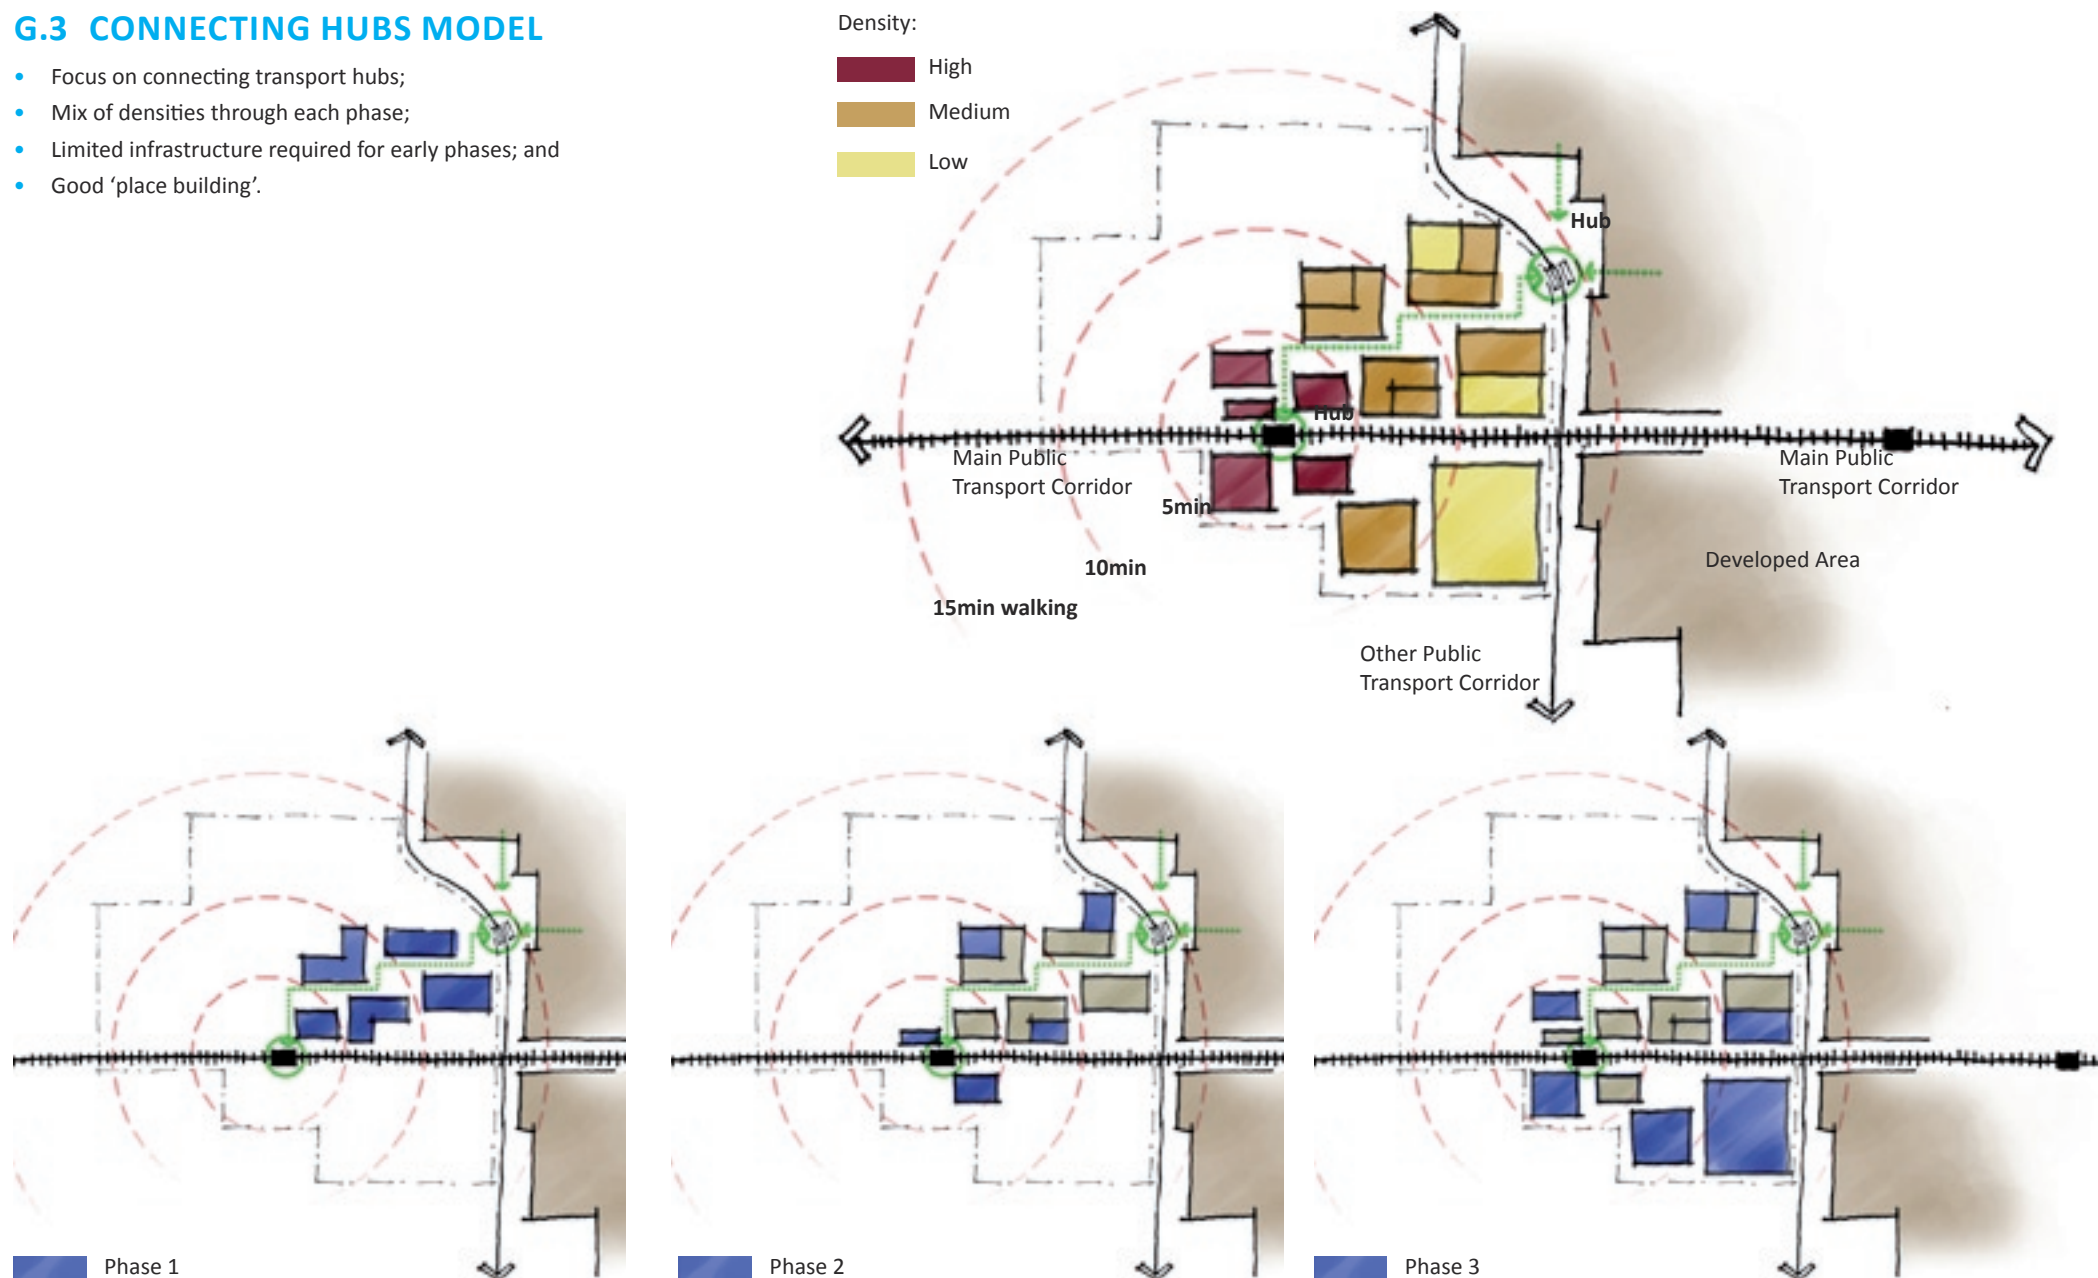 G.3 CONNECTING HUBS MODEL
• Focus on connecting transport hubs;
• Mix of densities through each phase;
• Limited infrastructure required for early phases; and
• Good ‘place building’.
Density:
High
Medium
Low
Hub
Hub
Main Public
Transport Corridor
Main Public
Transport Corridor
5min
10min
15min walking
Developed Area
Other Public
Transport Corridor
Phase 1
Phase 2
Phase 3